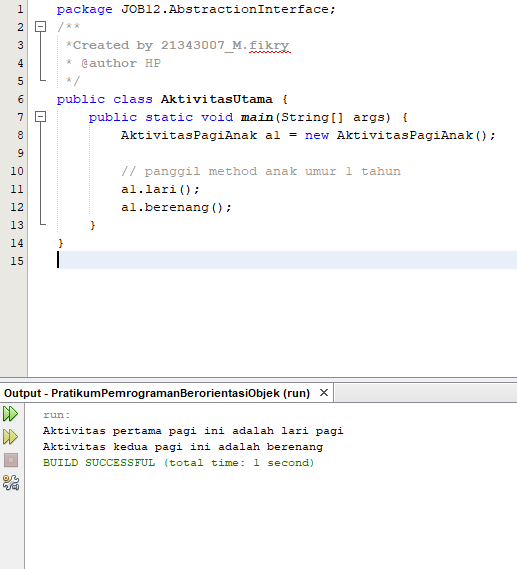 1 package JOB12.AbstractionInterface;
2 /**
3 *Created by 21343007_M.fikry
4 * @author HP
5 */
6 public class AktivitasUtama {
7 public static void main(String[] args) {
8 AktivitasPagiAnak a1 = new AktivitasPagiAnak();
9
10 // panggil method anak umur 1 tahun
11 a1.lari();
12 a1.berenang();
13 }
14 }
15
Output - PratikumPemrogramanBerorientasiObjek (run) ×
run:
Aktivitas pertama pagi ini adalah lari pagi
Aktivitas kedua pagi ini adalah berenang
BUILD SUCCESSFUL (total time: 1 second)